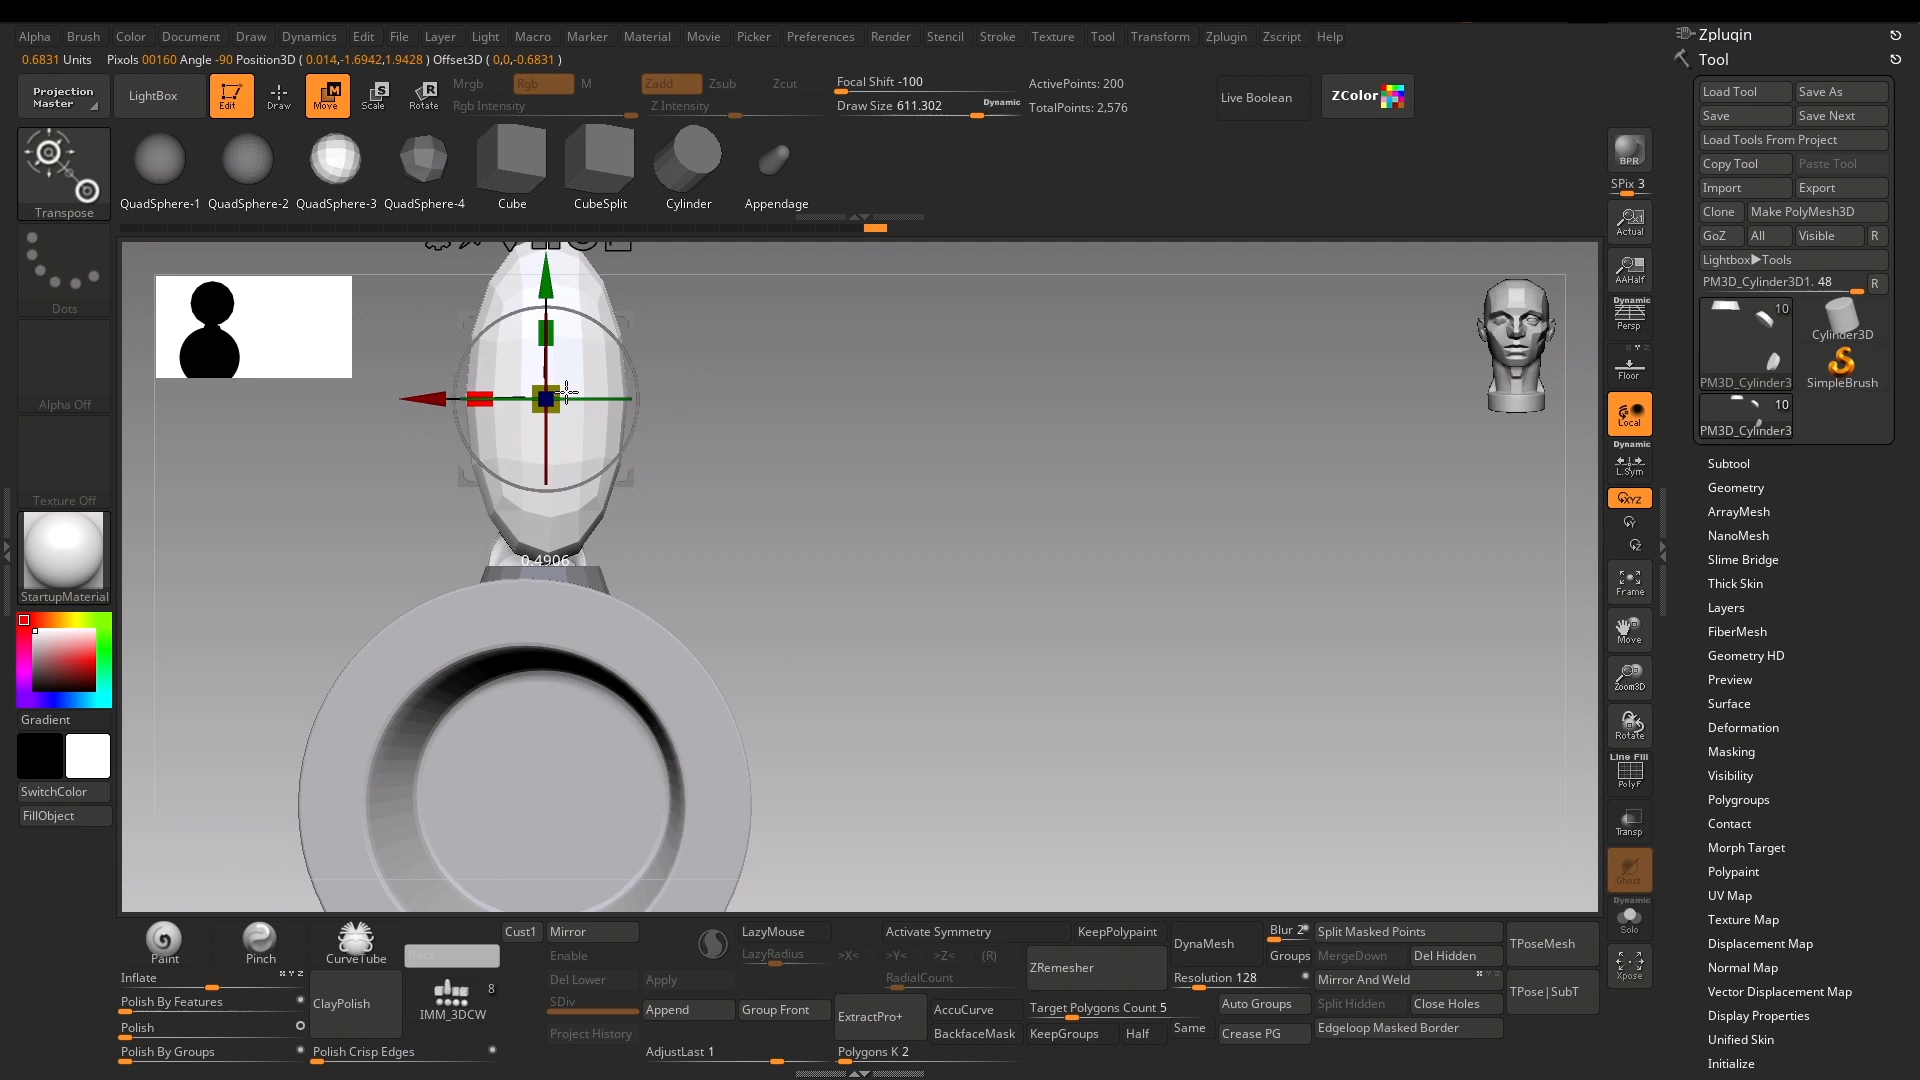 Alpha Brush Color Document Draw Dynamics Edit File Layer Light Macro Marker Material Movie Picker Preferences Render Stencil Stroke Texture Tool Transform Zplugin Zscript Help
0.6831 Units Pixels 00160 Angle -90 Position3D ( 0.014,-1.6942,1.9428 ) Offset3D ( 0,0,-0.6831 )
Projection Master
LightBox
Edit
Draw
Move
Scale
Rotate
Mrgb Rgb M
Rgb Intensity
Zadd Zsub Zcut
Z Intensity
Focal Shift -100
Draw Size 611.302 Dynamic
ActivePoints: 200
TotalPoints: 2,576
Live Boolean
ZColor
Transpose
QuadSphere-1 QuadSphere-2 QuadSphere-3 QuadSphere-4 Cube CubeSplit Cylinder Appendage
Dots
Alpha Off
Texture Off
StartupMaterial
Gradient
SwitchColor
FillObject
0.4906
BPR
SPix 3
Actual
AAHalf
Dynamic
Persp
Floor
Local
Dynamic
L.Sym
XYZ
Y
Z
Frame
Move
Zoom3D
Rotate
Line Fill
PolyF
Transp
Ghost
Dynamic
Solo
Xpose
Zplugin
Tool
Load Tool Save As
Save Save Next
Load Tools From Project
Copy Tool Paste Tool
Import Export
Clone Make PolyMesh3D
GoZ All Visible R
Lightbox▶Tools
PM3D_Cylinder3D1. 48 R
10
Cylinder3D
PM3D_Cylinder3 SimpleBrush
10
PM3D_Cylinder3
Subtool
Geometry
ArrayMesh
NanoMesh
Slime Bridge
Thick Skin
Layers
FiberMesh
Geometry HD
Preview
Surface
Deformation
Masking
Visibility
Polygroups
Contact
Morph Target
Polypaint
UV Map
Texture Map
Displacement Map
Normal Map
Vector Displacement Map
Display Properties
Unified Skin
Initialize
Paint Pinch CurveTube
Inflate
Polish By Features
Polish
Polish By Groups
ClayPolish
8
IMM_3DCW
Polish Crisp Edges
Cust1 Mirror
Enable
Del Lower
SDiv
Project History
LazyMouse
LazyRadius
Apply
Append Group Front
AdjustLast 1
Activate Symmetry
>X< >Y< >Z< (R)
RadialCount
ExtractPro+
AccuCurve
BackfaceMask
Polygons K 2
KeepPolypaint
ZRemesher
Target Polygons Count 5
KeepGroups Half Same
DynaMesh
Blur 2
Groups
Resolution 128
Auto Groups
Crease PG
Split Masked Points
MergeDown Del Hidden
Mirror And Weld
Split Hidden Close Holes
Edgeloop Masked Border
TPoseMesh
TPose|SubT